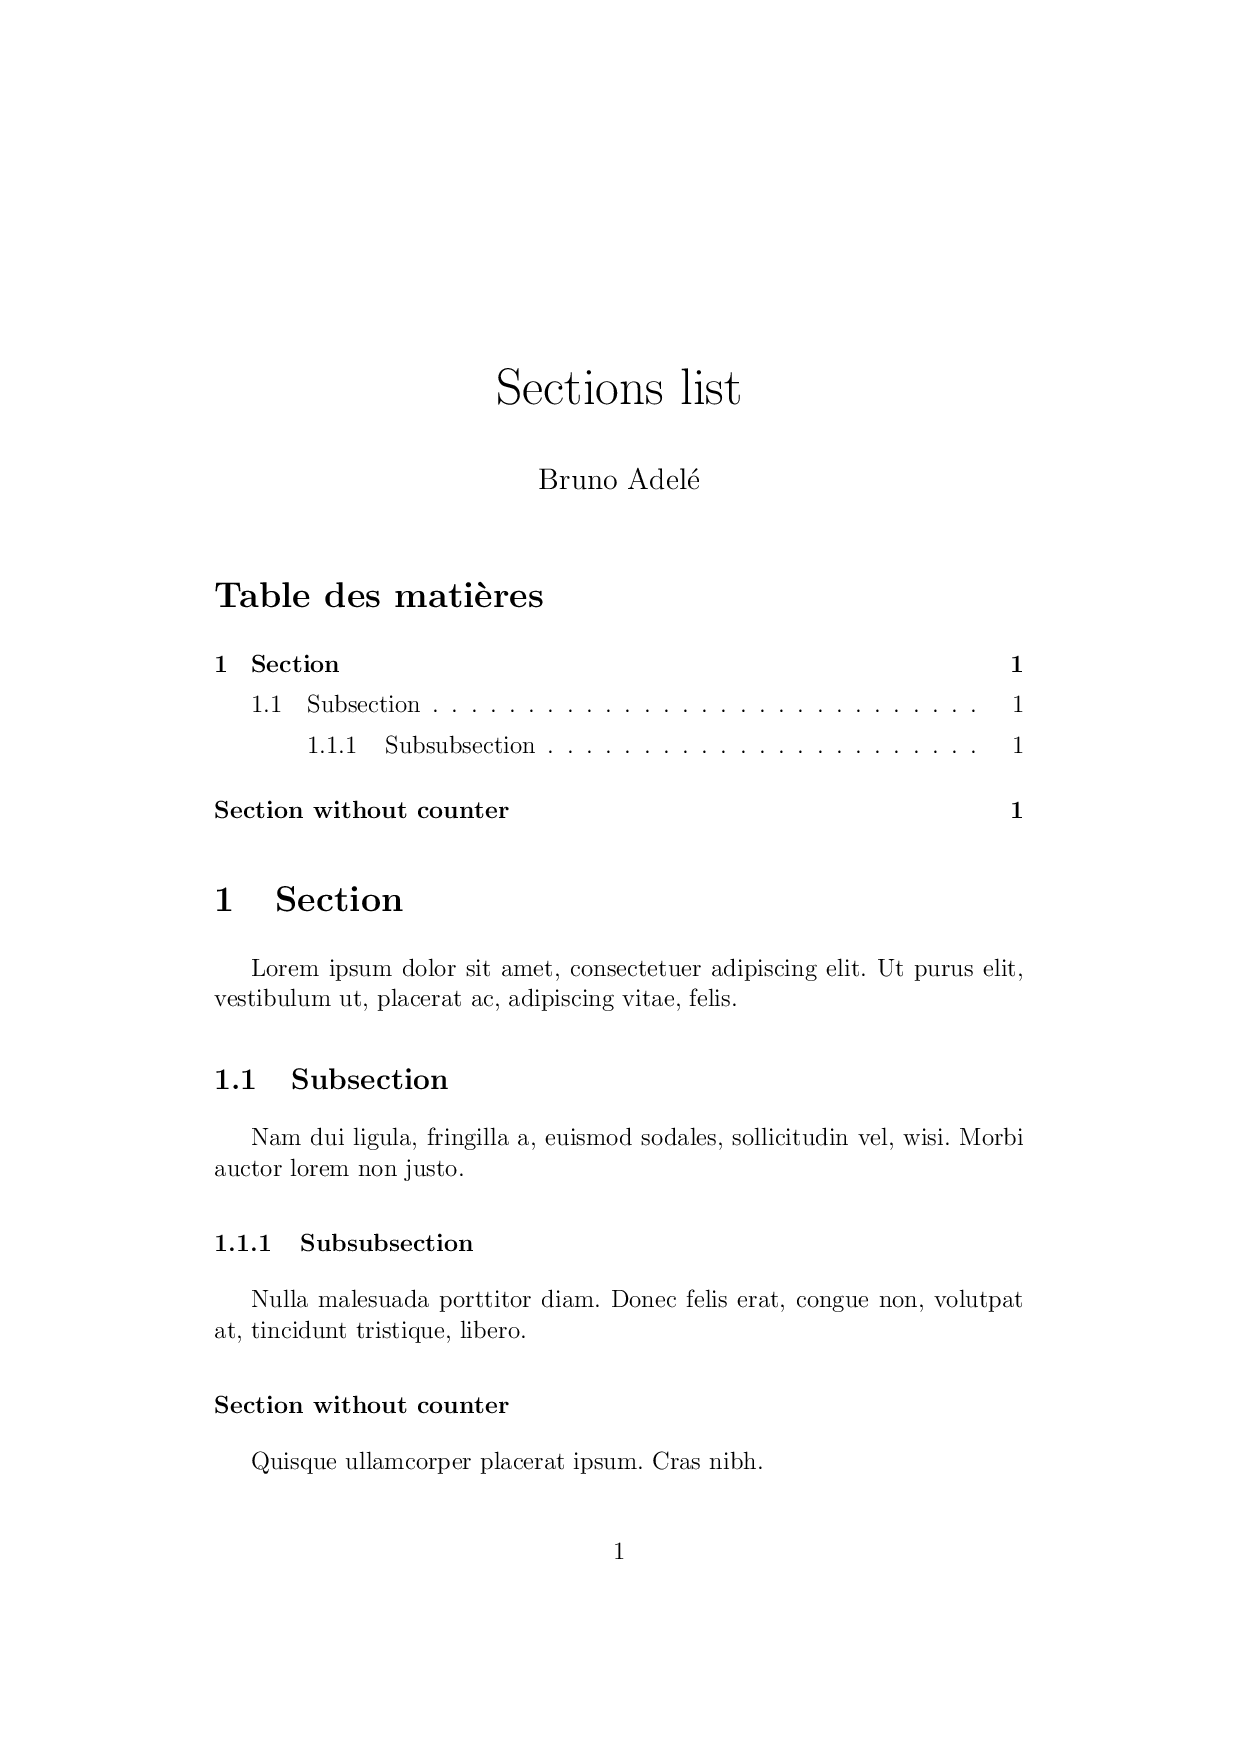 Sections list
Bruno Adelé
Table des matières
1 Section 1
1.1 Subsection . . . . . . . . . . . . . . . . . . . . . . . . . . . . . 1
1.1.1 Subsubsection . . . . . . . . . . . . . . . . . . . . . . . 1
Section without counter 1
1 Section
Lorem ipsum dolor sit amet, consectetuer adipiscing elit. Ut purus elit,
vestibulum ut, placerat ac, adipiscing vitae, felis.
1.1 Subsection
Nam dui ligula, fringilla a, euismod sodales, sollicitudin vel, wisi. Morbi
auctor lorem non justo.
1.1.1 Subsubsection
Nulla malesuada porttitor diam. Donec felis erat, congue non, volutpat
at, tincidunt tristique, libero.
Section without counter
Quisque ullamcorper placerat ipsum. Cras nibh.
1